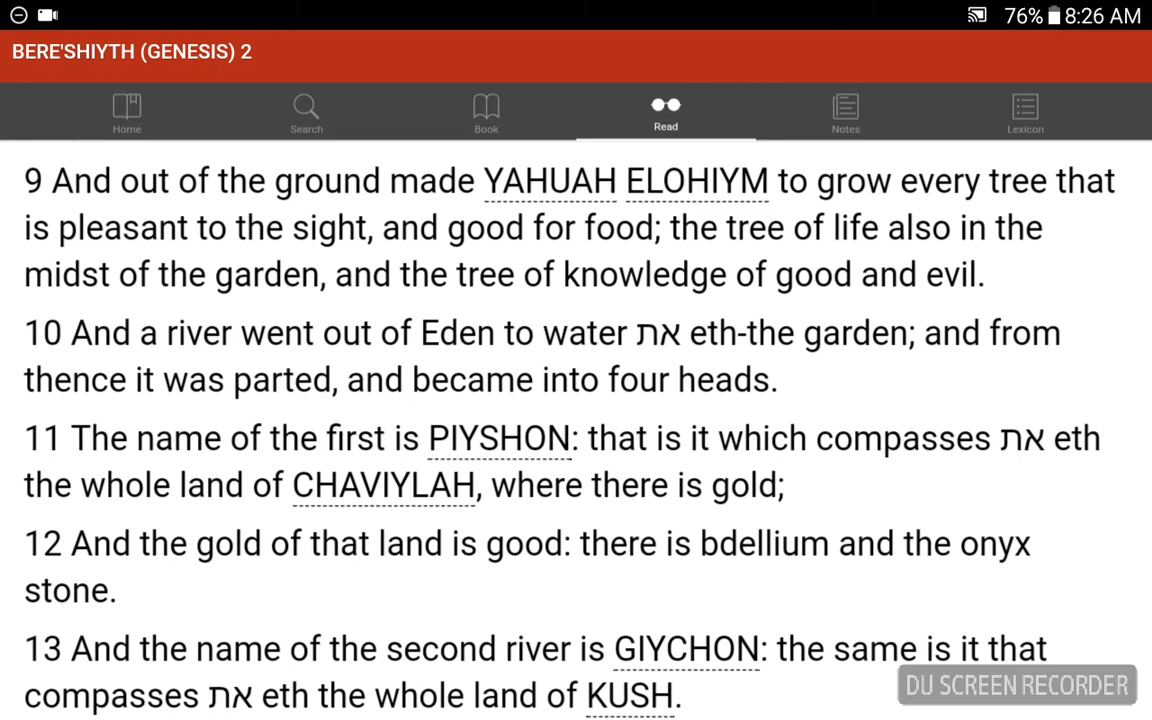 76% 8:26 AM
BERE'SHIYTH (GENESIS) 2
Home Search Book Read Notes Lexicon
9 And out of the ground made YAHUAH ELOHIYM to grow every tree that
is pleasant to the sight, and good for food; the tree of life also in the
midst of the garden, and the tree of knowledge of good and evil.
10 And a river went out of Eden to water את eth-the garden; and from
thence it was parted, and became into four heads.
11 The name of the first is PIYSHON: that is it which compasses את eth
the whole land of CHAVIYLAH, where there is gold;
12 And the gold of that land is good: there is bdellium and the onyx
stone.
13 And the name of the second river is GIYCHON: the same is it that
compasses את eth the whole land of KUSH.
DU SCREEN RECORDER